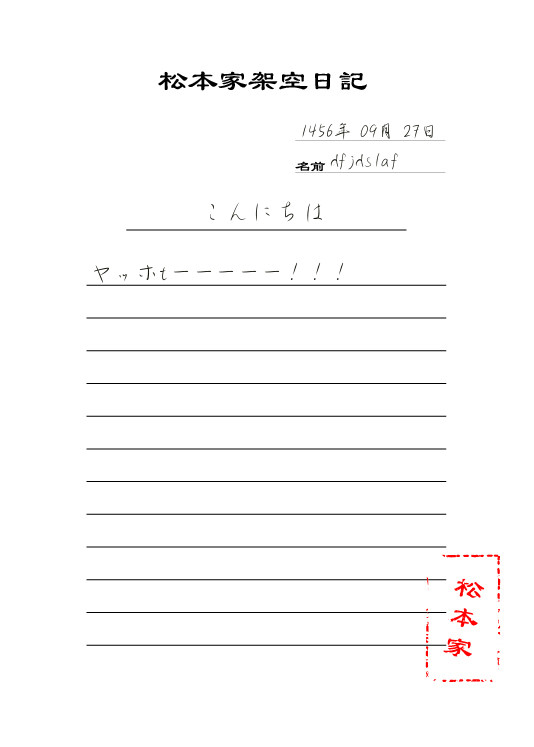 松本家架空日記
1456年 09月 27日
名前 dfjdslaf
こんにちは
ヤッホtーーーーー！！！
松
本
家